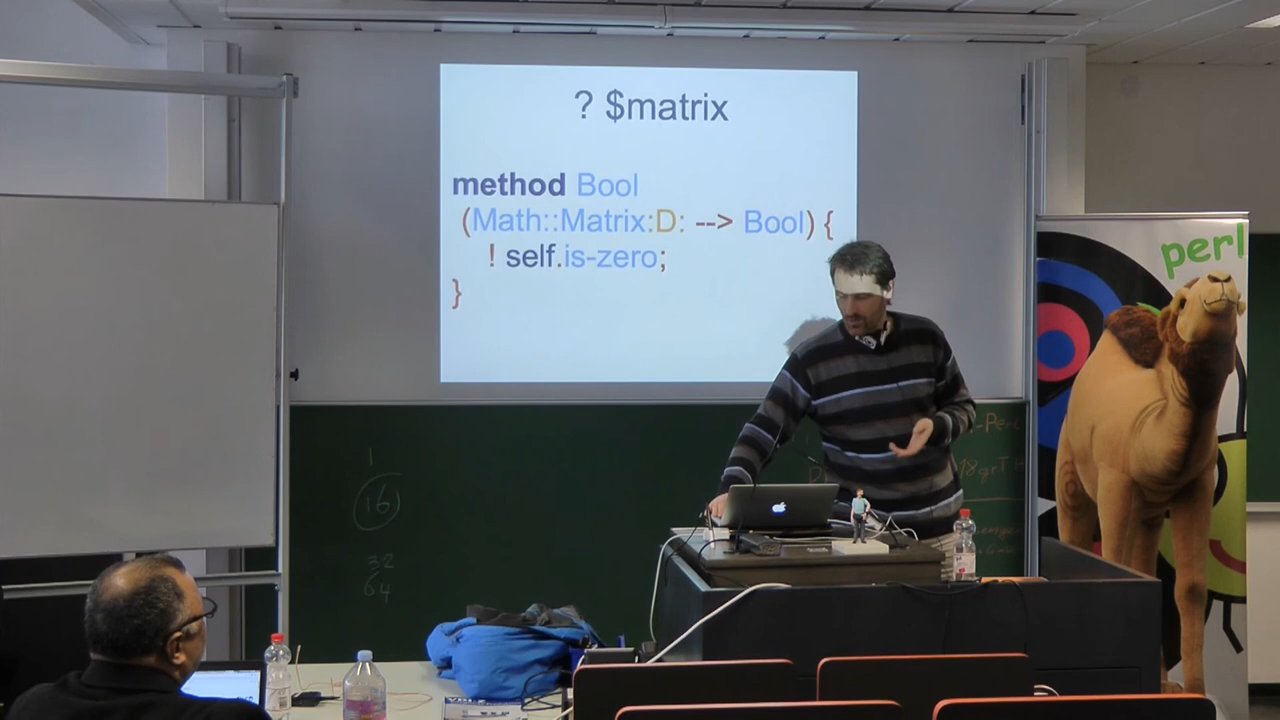 ? $matrix
method Bool
(Math::Matrix:D: --> Bool) {
! self.is-zero;
}
perl
1
16
32
64